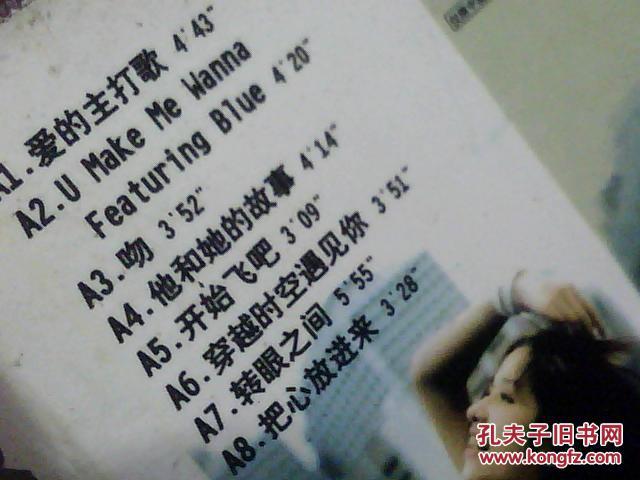 A1.爱的主打歌 4'43"
A2.U Make Me Wanna
Featuring Blue 4'20"
A3.吻 3'52"
A4.他和她的故事 4'14"
A5.开始飞吧 3'09"
A6.穿越时空遇见你 3'51"
A7.转眼之间 5'55"
A8.把心放进来 3'28"
孔夫子旧书网
www.kongfz.com